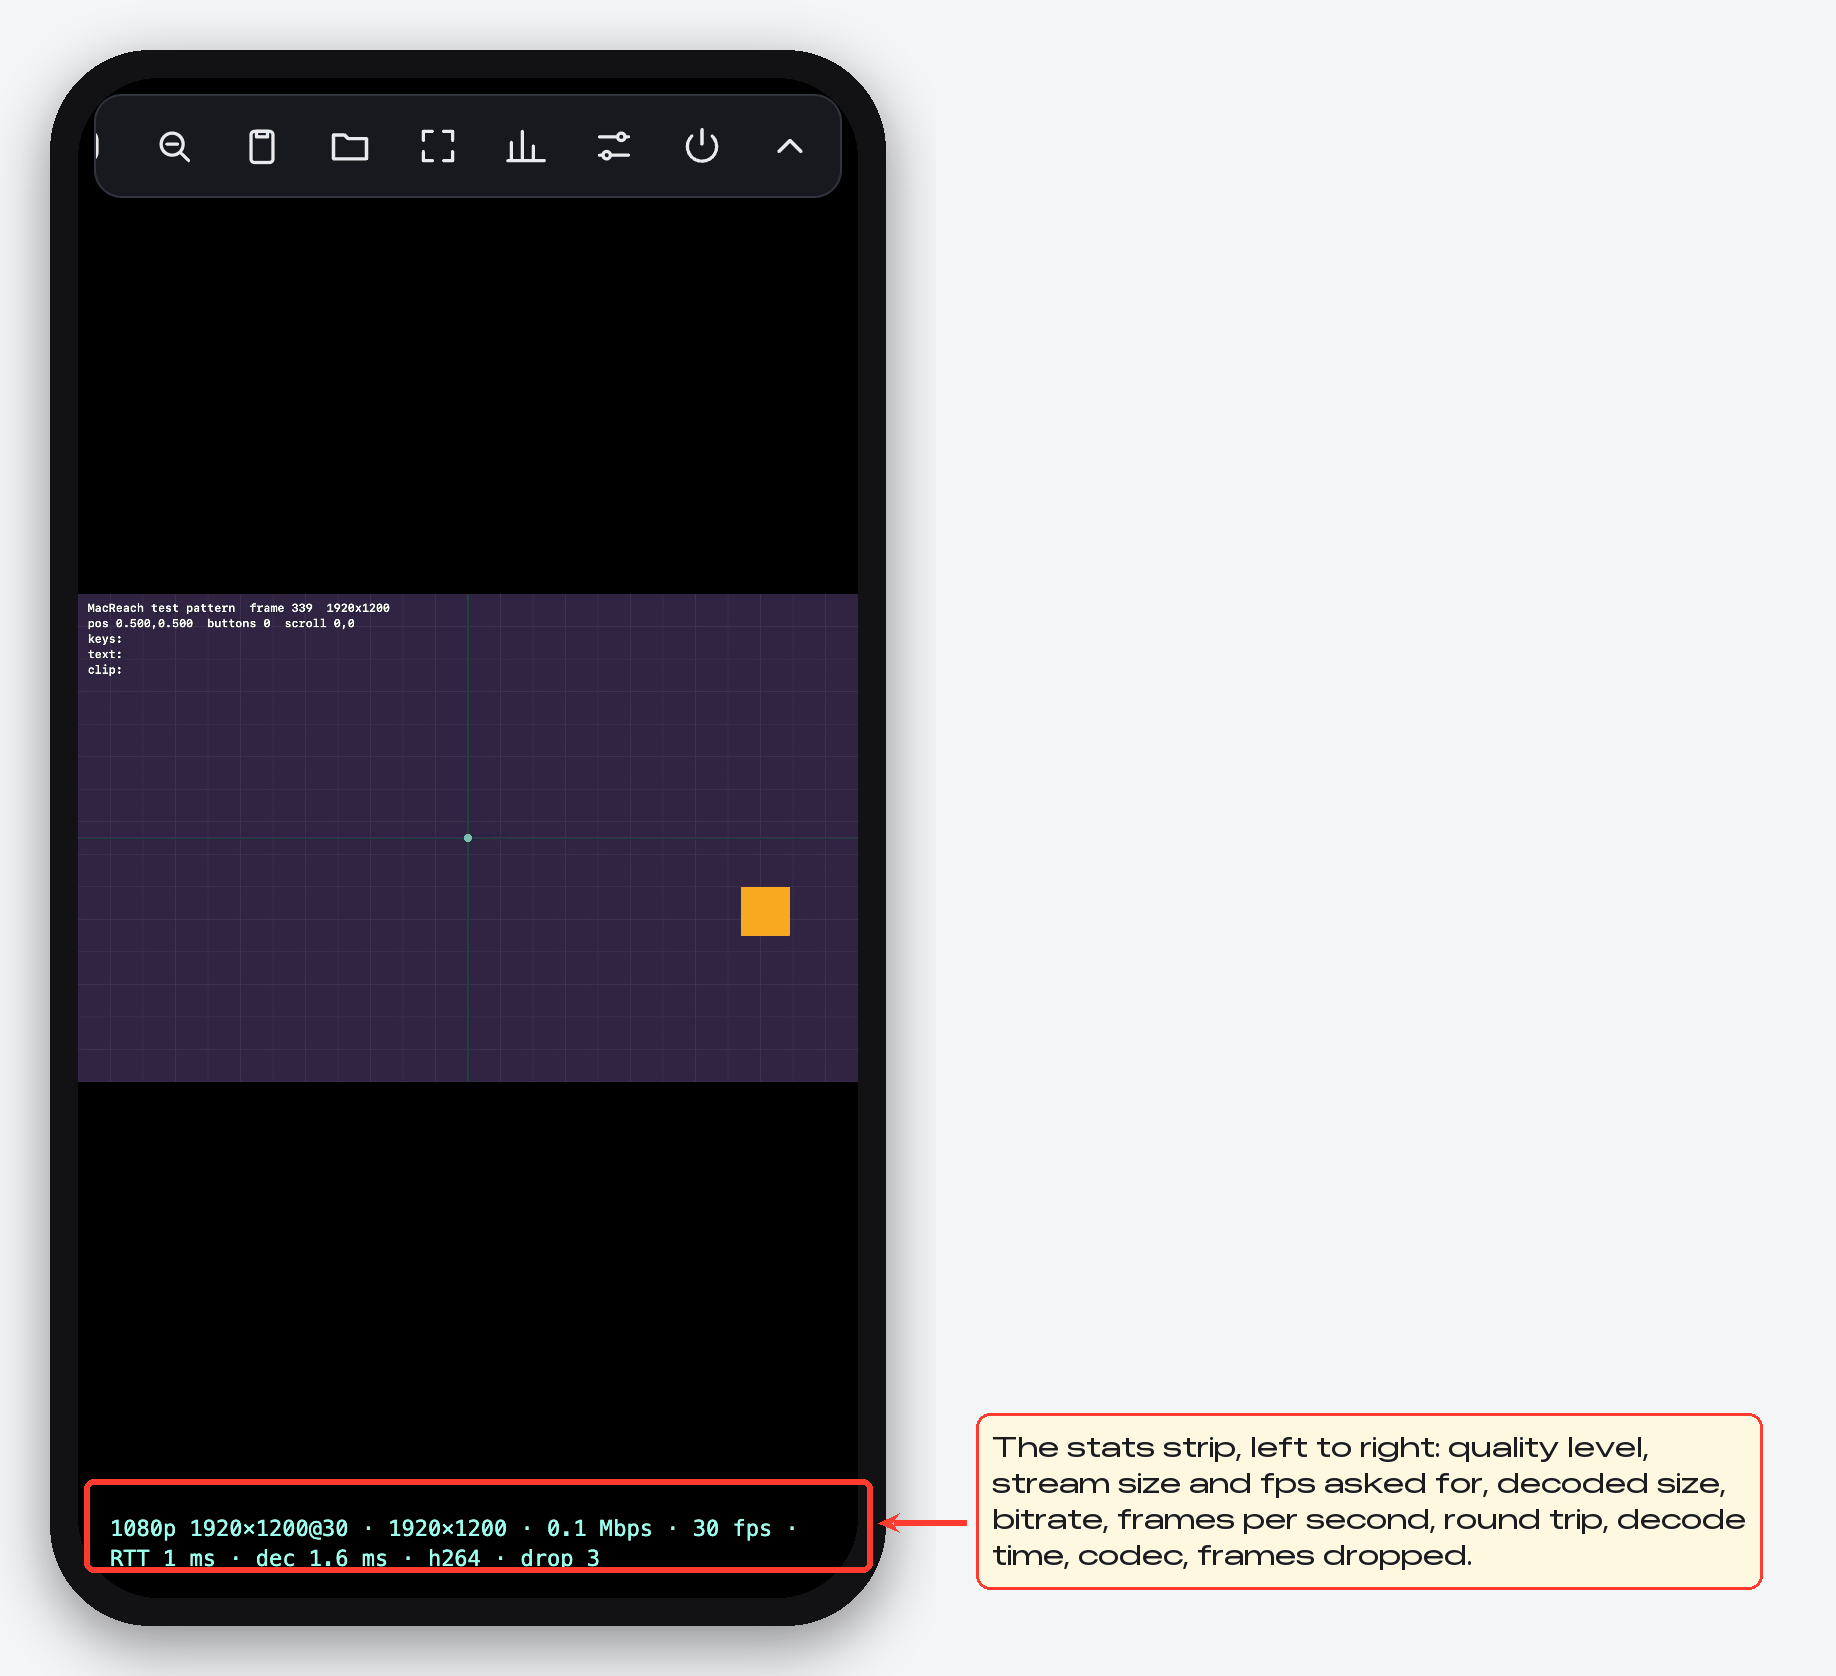 MacReach test pattern  frame 339  1920x1200
pos 0.500,0.500  buttons 0  scroll 0,0
keys:
text:
clip:
1080p 1920×1200@30 · 1920×1200 · 0.1 Mbps · 30 fps ·
RTT 1 ms · dec 1.6 ms · h264 · drop 3
The stats strip, left to right: quality level,
stream size and fps asked for, decoded size,
bitrate, frames per second, round trip, decode
time, codec, frames dropped.